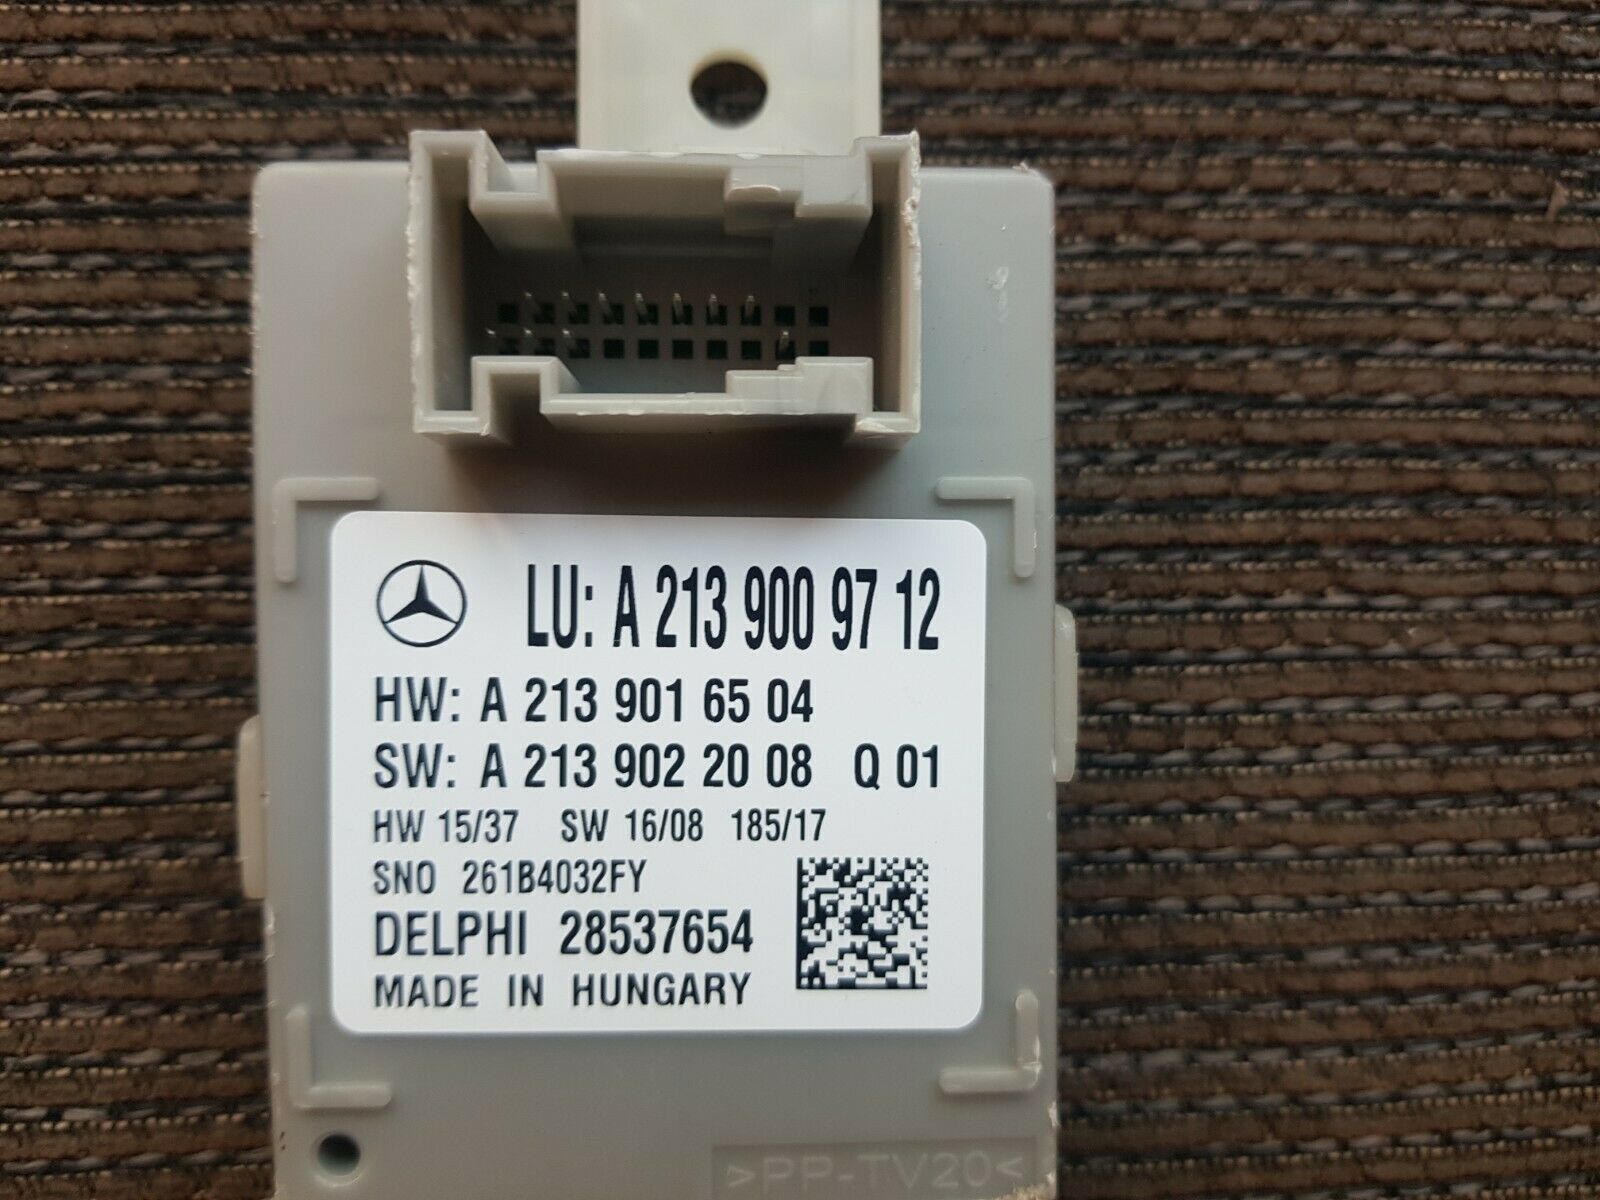 LU: A 213 900 97 12
HW: A 213 901 65 04
SW: A 213 902 20 08 Q 01
HW 15/37 SW 16/08 185/17
SNO 261B4032FY
DELPHI 28537654
MADE IN HUNGARY
>PP-TV20<